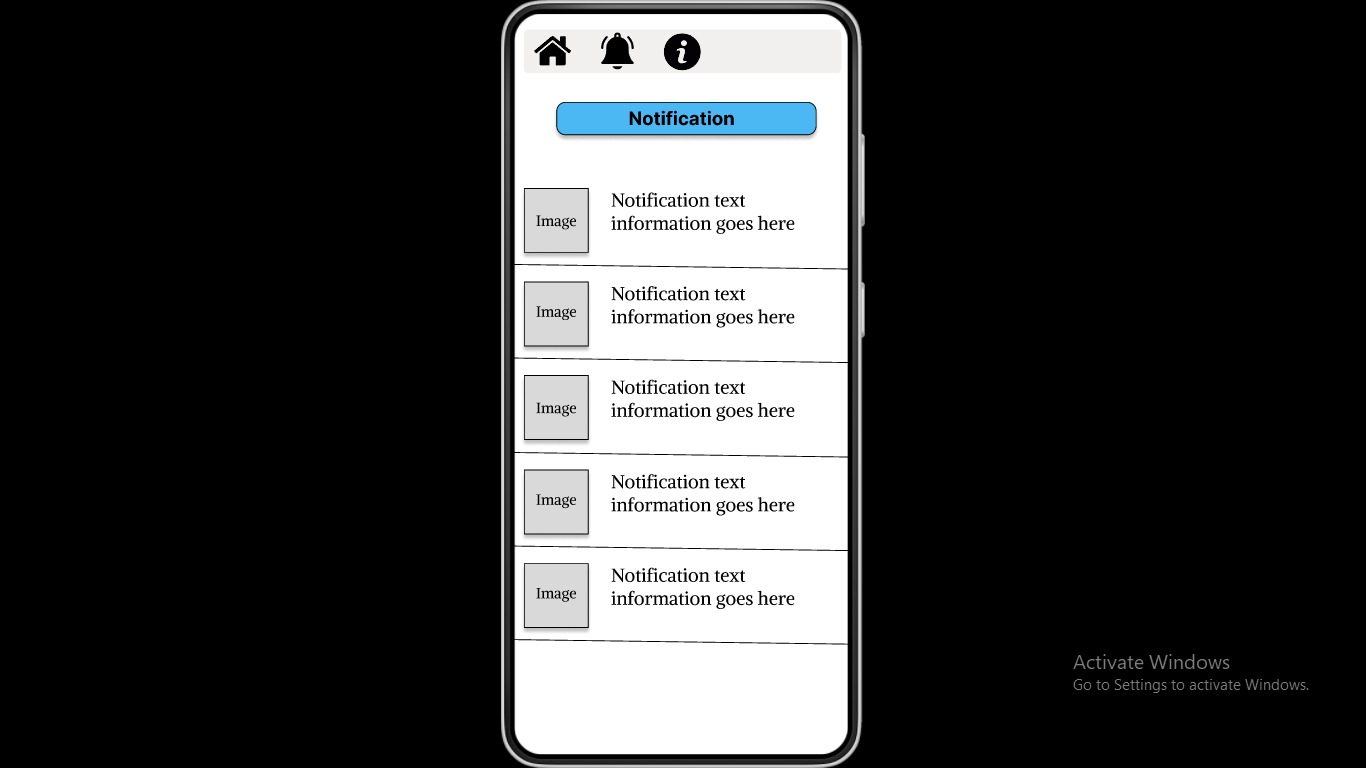 Notification
Image
Notification text
information goes here
Image
Notification text
information goes here
Image
Notification text
information goes here
Image
Notification text
information goes here
Image
Notification text
information goes here
Activate Windows
Go to Settings to activate Windows.